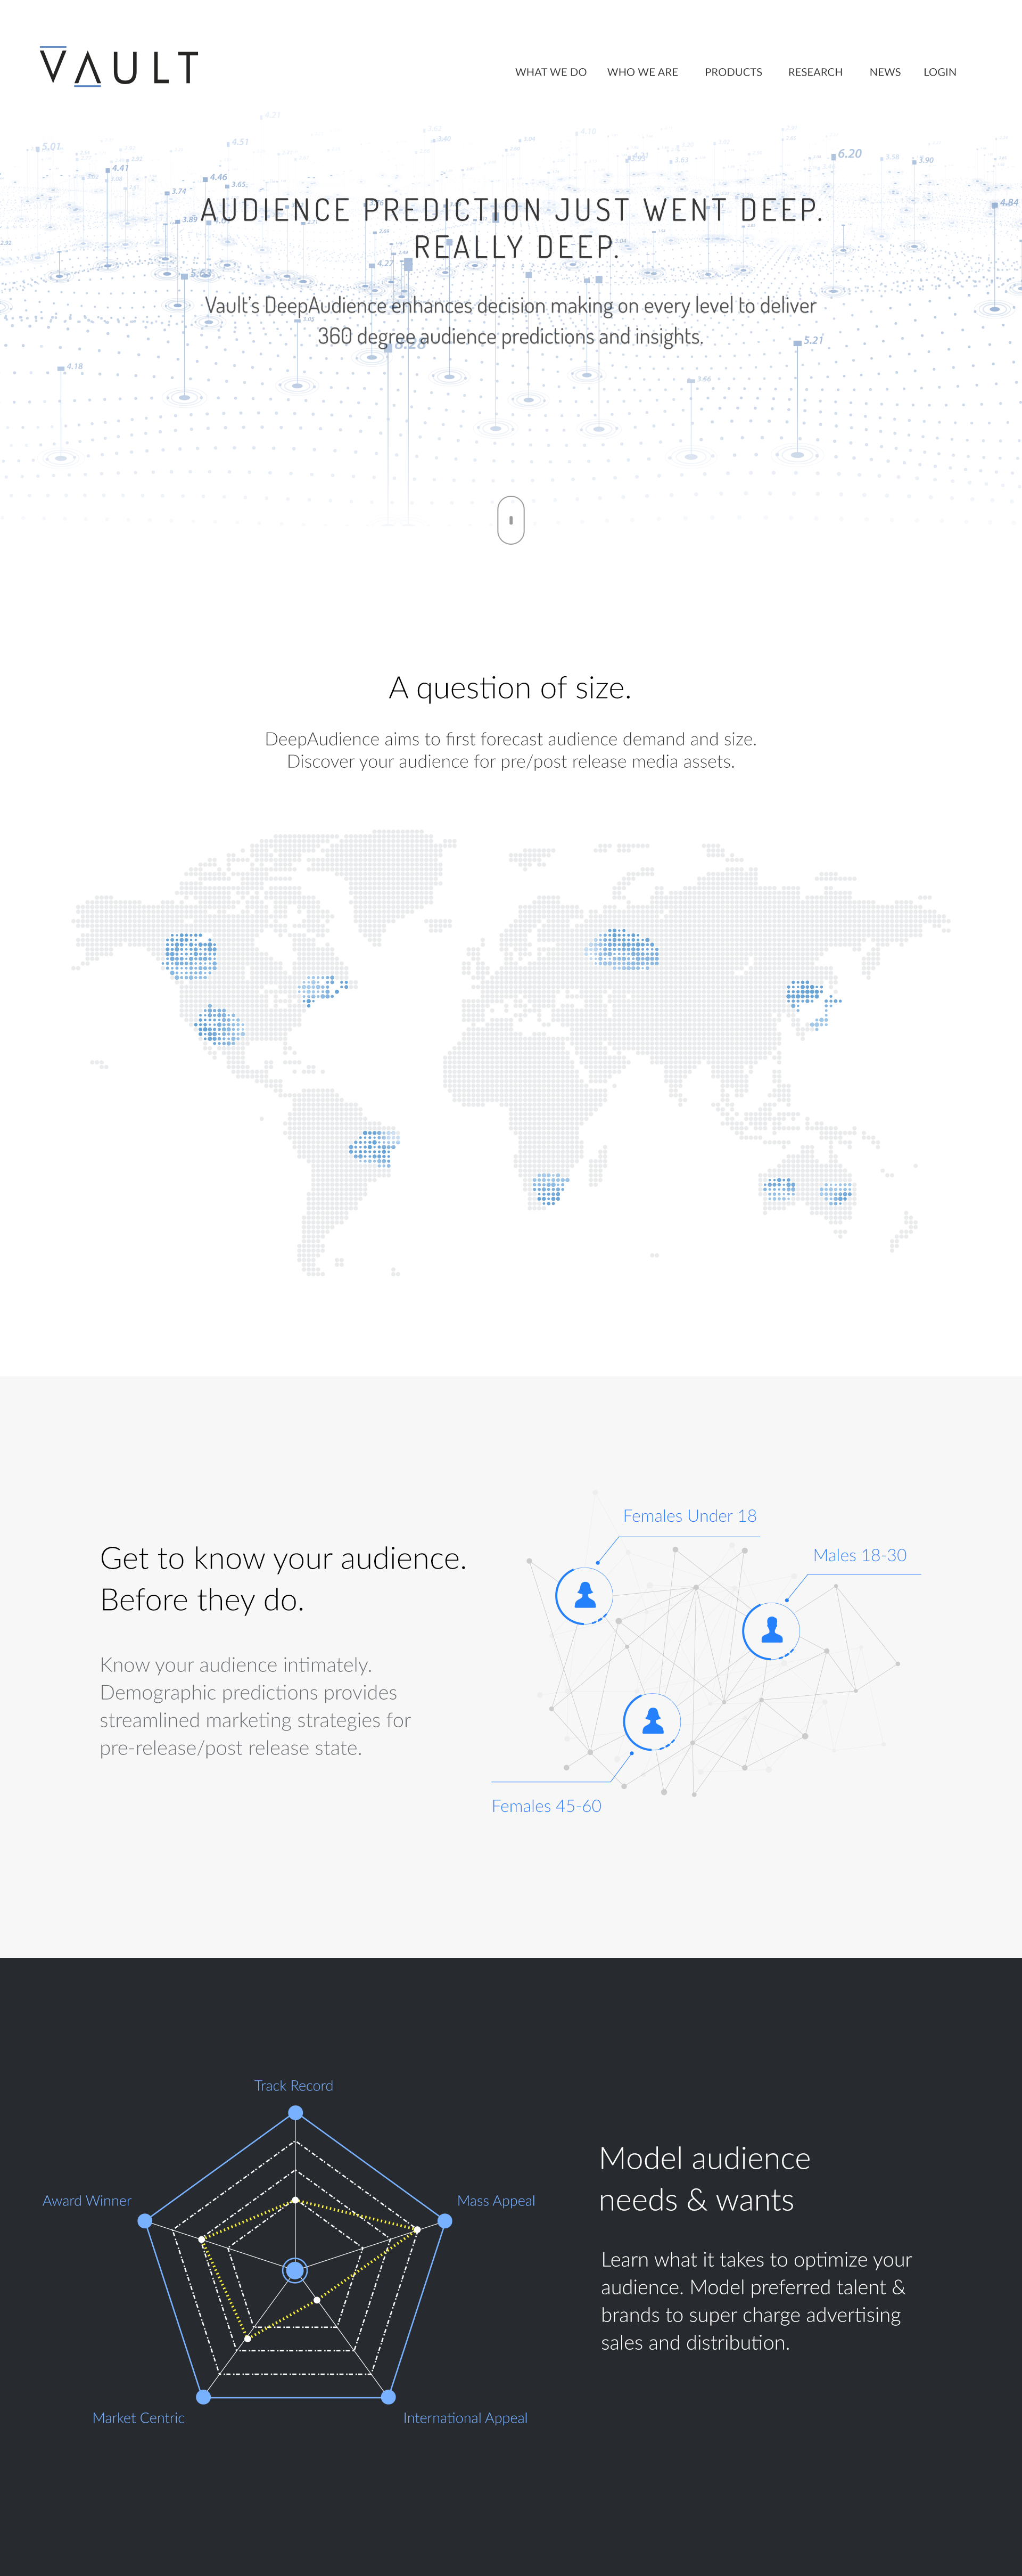 VAULT
WHAT WE DO WHO WE ARE PRODUCTS RESEARCH NEWS LOGIN
4.21
5.01
4.51
6.20
3.90
4.41
4.46
3.65
3.74
3.89
4.84
AUDIENCE PREDICTION JUST WENT DEEP.
REALLY DEEP.
4.27
5.63
Vault's DeepAudience enhances decision making on every level to deliver
360 degree audience predictions and insights.
5.21
4.18
3.66
A question of size.
DeepAudience aims to first forecast audience demand and size.
Discover your audience for pre/post release media assets.
Females Under 18
Males 18-30
Get to know your audience.
Before they do.
Know your audience intimately.
Demographic predictions provides
streamlined marketing strategies for
pre-release/post release state.
Females 45-60
Track Record
Award Winner
Mass Appeal
Market Centric
International Appeal
Model audience
needs & wants
Learn what it takes to optimize your
audience. Model preferred talent &
brands to super charge advertising
sales and distribution.